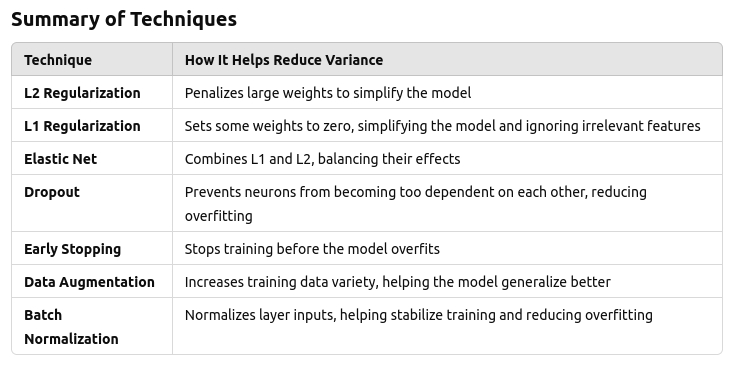 Summary of Techniques
Technique How It Helps Reduce Variance
L2 Regularization Penalizes large weights to simplify the model
L1 Regularization Sets some weights to zero, simplifying the model and ignoring irrelevant features
Elastic Net Combines L1 and L2, balancing their effects
Dropout Prevents neurons from becoming too dependent on each other, reducing
overfitting
Early Stopping Stops training before the model overfits
Data Augmentation Increases training data variety, helping the model generalize better
Batch Normalizes layer inputs, helping stabilize training and reducing overfitting
Normalization